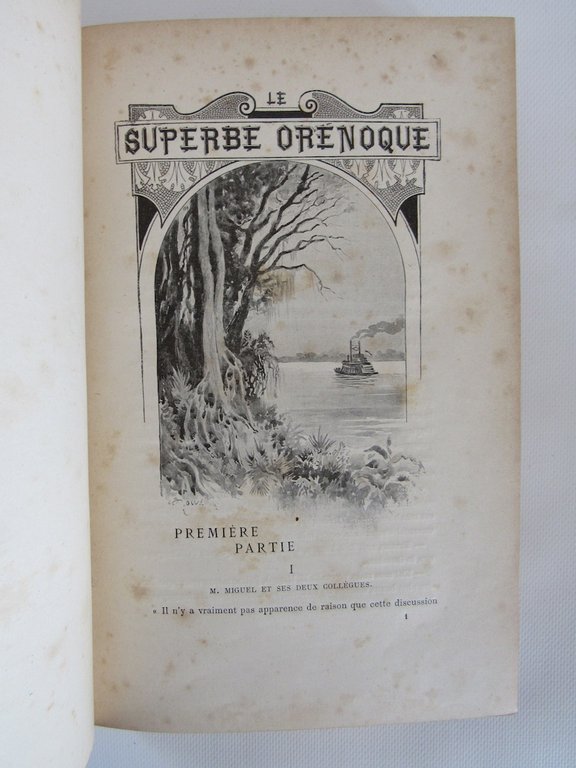 LE
SUPERBE ORÉNOQUE
PREMIÈRE
PARTIE
I
M. MIGUEL ET SES DEUX COLLÈGUES.
« Il n'y a vraiment pas apparence de raison que cette discussion
1